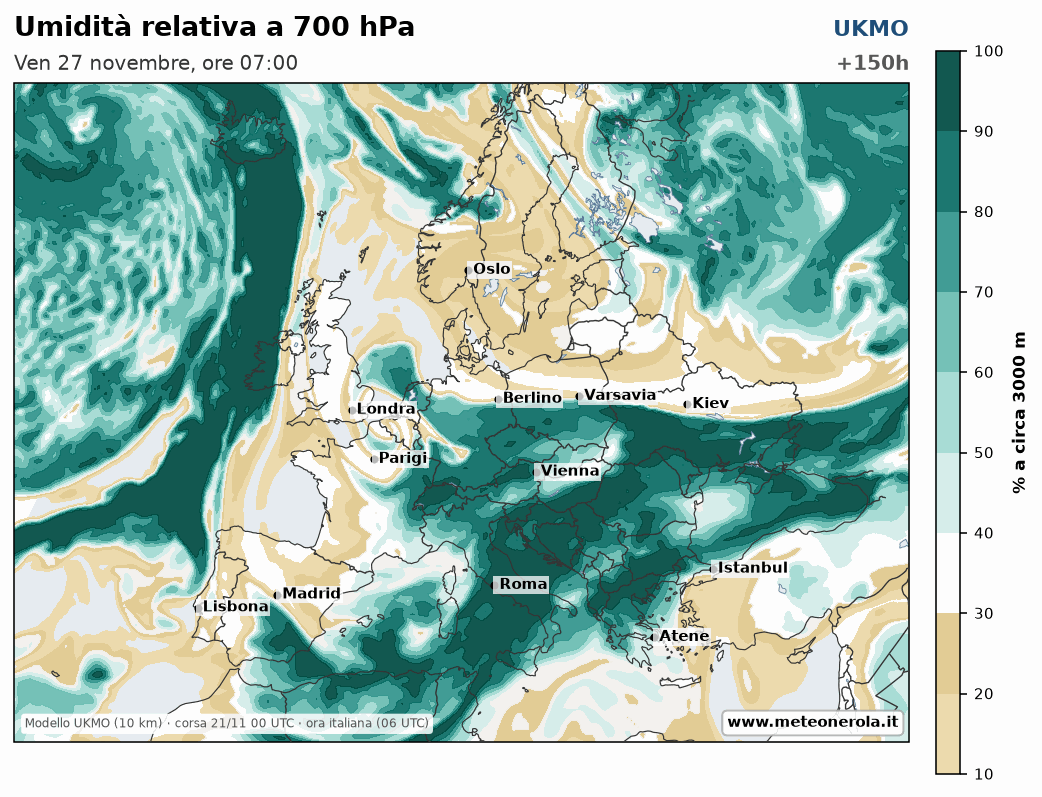 Umidità relativa a 700 hPa
UKMO
Ven 27 novembre, ore 07:00
+150h
100
90
80
70
60
50
40
30
20
10
% a circa 3000 m
Oslo
Berlino
Varsavia
Kiev
Londra
Parigi
Vienna
Istanbul
Roma
Madrid
Lisbona
Atene
Modello UKMO (10 km) · corsa 21/11 00 UTC · ora italiana (06 UTC)
www.meteonerola.it